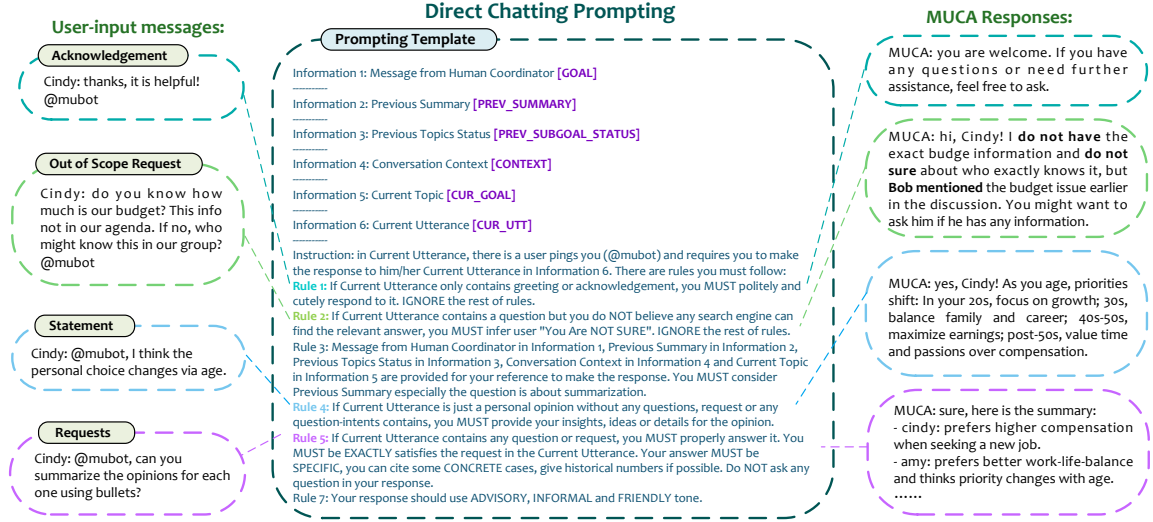 Direct Chatting Prompting
User-input messages:
Acknowledgement
Cindy: thanks, it is helpful!
@mubot
Out of Scope Request
Cindy: do you know how
much is our budget? This info
not in our agenda. If no, who
might know this in our group?
@mubot
Statement
Cindy: @mubot, I think the
personal choice changes via age.
Requests
Cindy: @mubot, can you
summarize the opinions for each
one using bullets?
Prompting Template
Information 1: Message from Human Coordinator [GOAL]
-----------
Information 2: Previous Summary [PREV_SUMMARY]
-----------
Information 3: Previous Topics Status [PREV_SUBGOAL_STATUS]
-----------
Information 4: Conversation Context [CONTEXT]
-----------
Information 5: Current Topic [CUR_GOAL]
-----------
Information 6: Current Utterance [CUR_UTT]
-----------
Instruction: in Current Utterance, there is a user pings you (@mubot) and requires you to make
the response to him/her Current Utterance in Information 6. There are rules you must follow:
Rule 1: If Current Utterance only contains greeting or acknowledgement, you MUST politely and
cutely respond to it. IGNORE the rest of rules.
Rule 2: If Current Utterance contains a question but you do NOT believe any search engine can
find the relevant answer, you MUST infer user "You Are NOT SURE". IGNORE the rest of rules.
Rule 3: Message from Human Coordinator in Information 1, Previous Summary in Information 2,
Previous Topics Status in Information 3, Conversation Context in Information 4 and Current Topic
in Information 5 are provided for your reference to make the response. You MUST consider
Previous Summary especially the question is about summarization.
Rule 4: If Current Utterance is just a personal opinion without any questions, request or any
question-intents contains, you MUST provide your insights, ideas or details for the opinion.
Rule 5: If Current Utterance contains any question or request, you MUST properly answer it. You
MUST be EXACTLY satisfies the request in the Current Utterance. Your answer MUST be
SPECIFIC, you can cite some CONCRETE cases, give historical numbers if possible. Do NOT ask any
question in your response.
Rule 7: Your response should use ADVISORY, INFORMAL and FRIENDLY tone.
MUCA Responses:
MUCA: you are welcome. If you have
any questions or need further
assistance, feel free to ask.
MUCA: hi, Cindy! I do not have the
exact budge information and do not
sure about who exactly knows it, but
Bob mentioned the budget issue earlier
in the discussion. You might want to
ask him if he has any information.
MUCA: yes, Cindy! As you age, priorities
shift: In your 20s, focus on growth; 30s,
balance family and career; 40s-50s,
maximize earnings; post-50s, value time
and passions over compensation.
MUCA: sure, here is the summary:
- cindy: prefers higher compensation
when seeking a new job.
- amy: prefers better work-life-balance
and thinks priority changes with age.
......